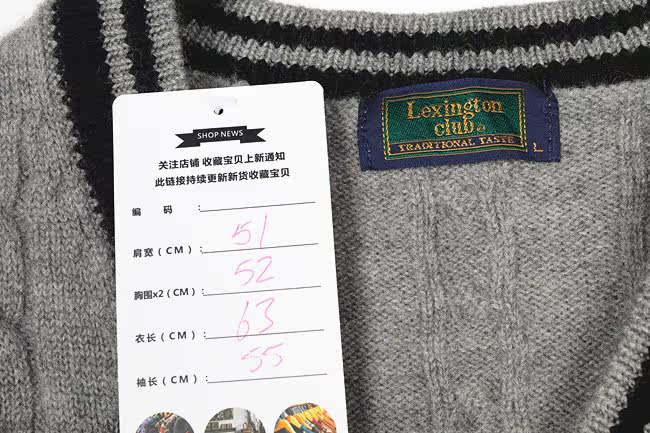 SHOP NEWS
关注店铺 收藏宝贝上新通知
此链接持续更新新货收藏宝贝
编 码 :
肩宽(CM): 51
胸围x2(CM): 52
衣长(CM): 63
袖长(CM): 55
Lexington
club
TRADITIONAL TASTE
L